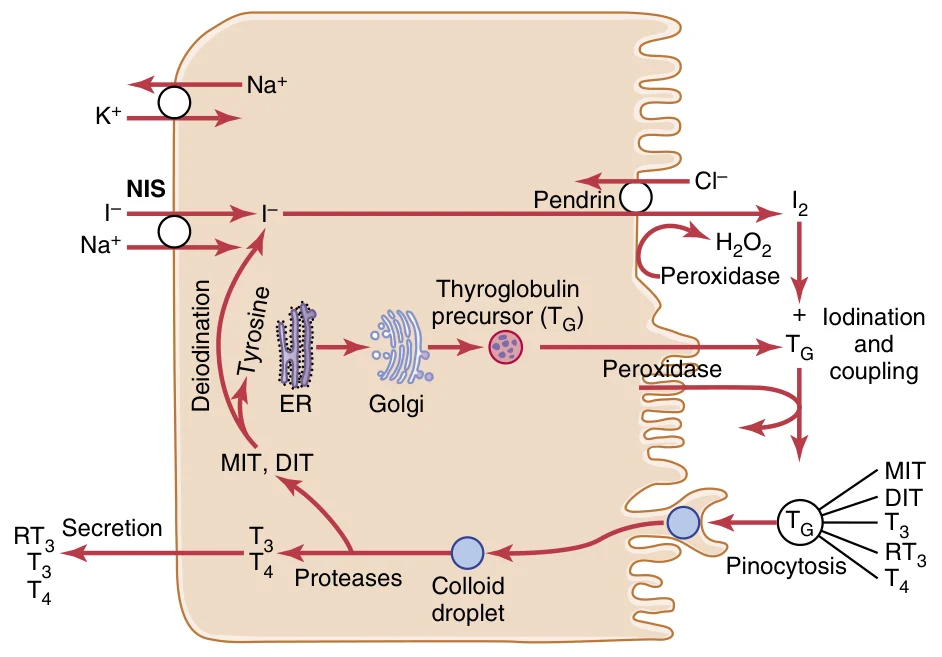 Na⁺
K⁺
NIS
I⁻
Na⁺
I⁻
Pendrin
Cl⁻
I₂
H₂O₂
Peroxidase
Deiodination
Tyrosine
ER
Golgi
Thyroglobulin
precursor (T_G)
+
T_G
Iodination
and
coupling
Peroxidase
MIT, DIT
RT₃
T₃
T₄
Secretion
T₃
T₄
Proteases
Colloid
droplet
T_G
Pinocytosis
MIT
DIT
T₃
RT₃
T₄